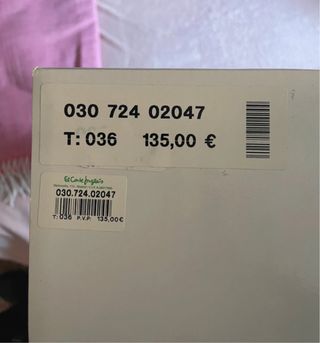 030 724 02047
T: 036 135,00 €
El Corte Inglés
030.724.02047
T: 036 P.V.P. 135,00€